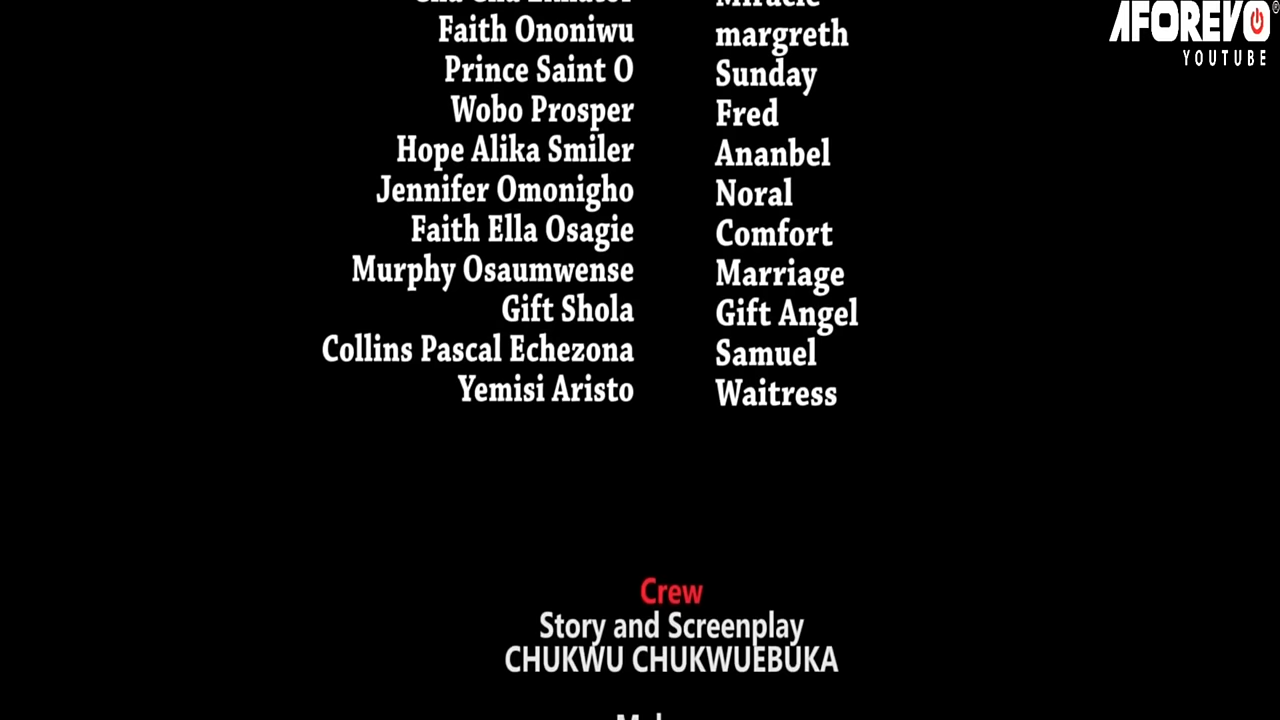 AFOREVO
YOUTUBE
Miracle
Faith Ononiwu margreth
Prince Saint O Sunday
Wobo Prosper Fred
Hope Alika Smiler Ananbel
Jennifer Omonigho Noral
Faith Ella Osagie Comfort
Murphy Osaumwense Marriage
Gift Shola Gift Angel
Collins Pascal Echezona Samuel
Yemisi Aristo Waitress
Crew
Story and Screenplay
CHUKWU CHUKWUEBUKA